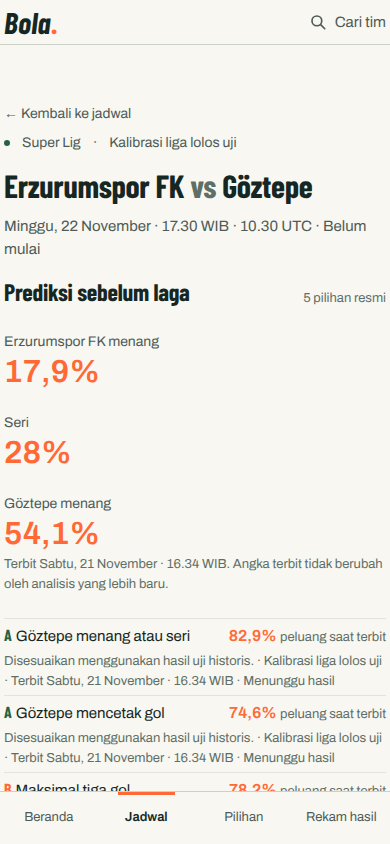 Bola.
Cari tim
← Kembali ke jadwal
Super Lig · Kalibrasi liga lolos uji
Erzurumspor FK vs Göztepe
Minggu, 22 November · 17.30 WIB · 10.30 UTC · Belum
mulai
Prediksi sebelum laga
5 pilihan resmi
Erzurumspor FK menang
17,9%
Seri
28%
Göztepe menang
54,1%
Terbit Sabtu, 21 November · 16.34 WIB. Angka terbit tidak berubah
oleh analisis yang lebih baru.
A Göztepe menang atau seri 82,9% peluang saat terbit
Disesuaikan menggunakan hasil uji historis. · Kalibrasi liga lolos uji
· Terbit Sabtu, 21 November · 16.34 WIB · Menunggu hasil
A Göztepe mencetak gol 74,6% peluang saat terbit
Disesuaikan menggunakan hasil uji historis. · Kalibrasi liga lolos uji
· Terbit Sabtu, 21 November · 16.34 WIB · Menunggu hasil
B Maksimal tiga gol 78,2% peluang saat terbit
Beranda Jadwal Pilihan Rekam hasil